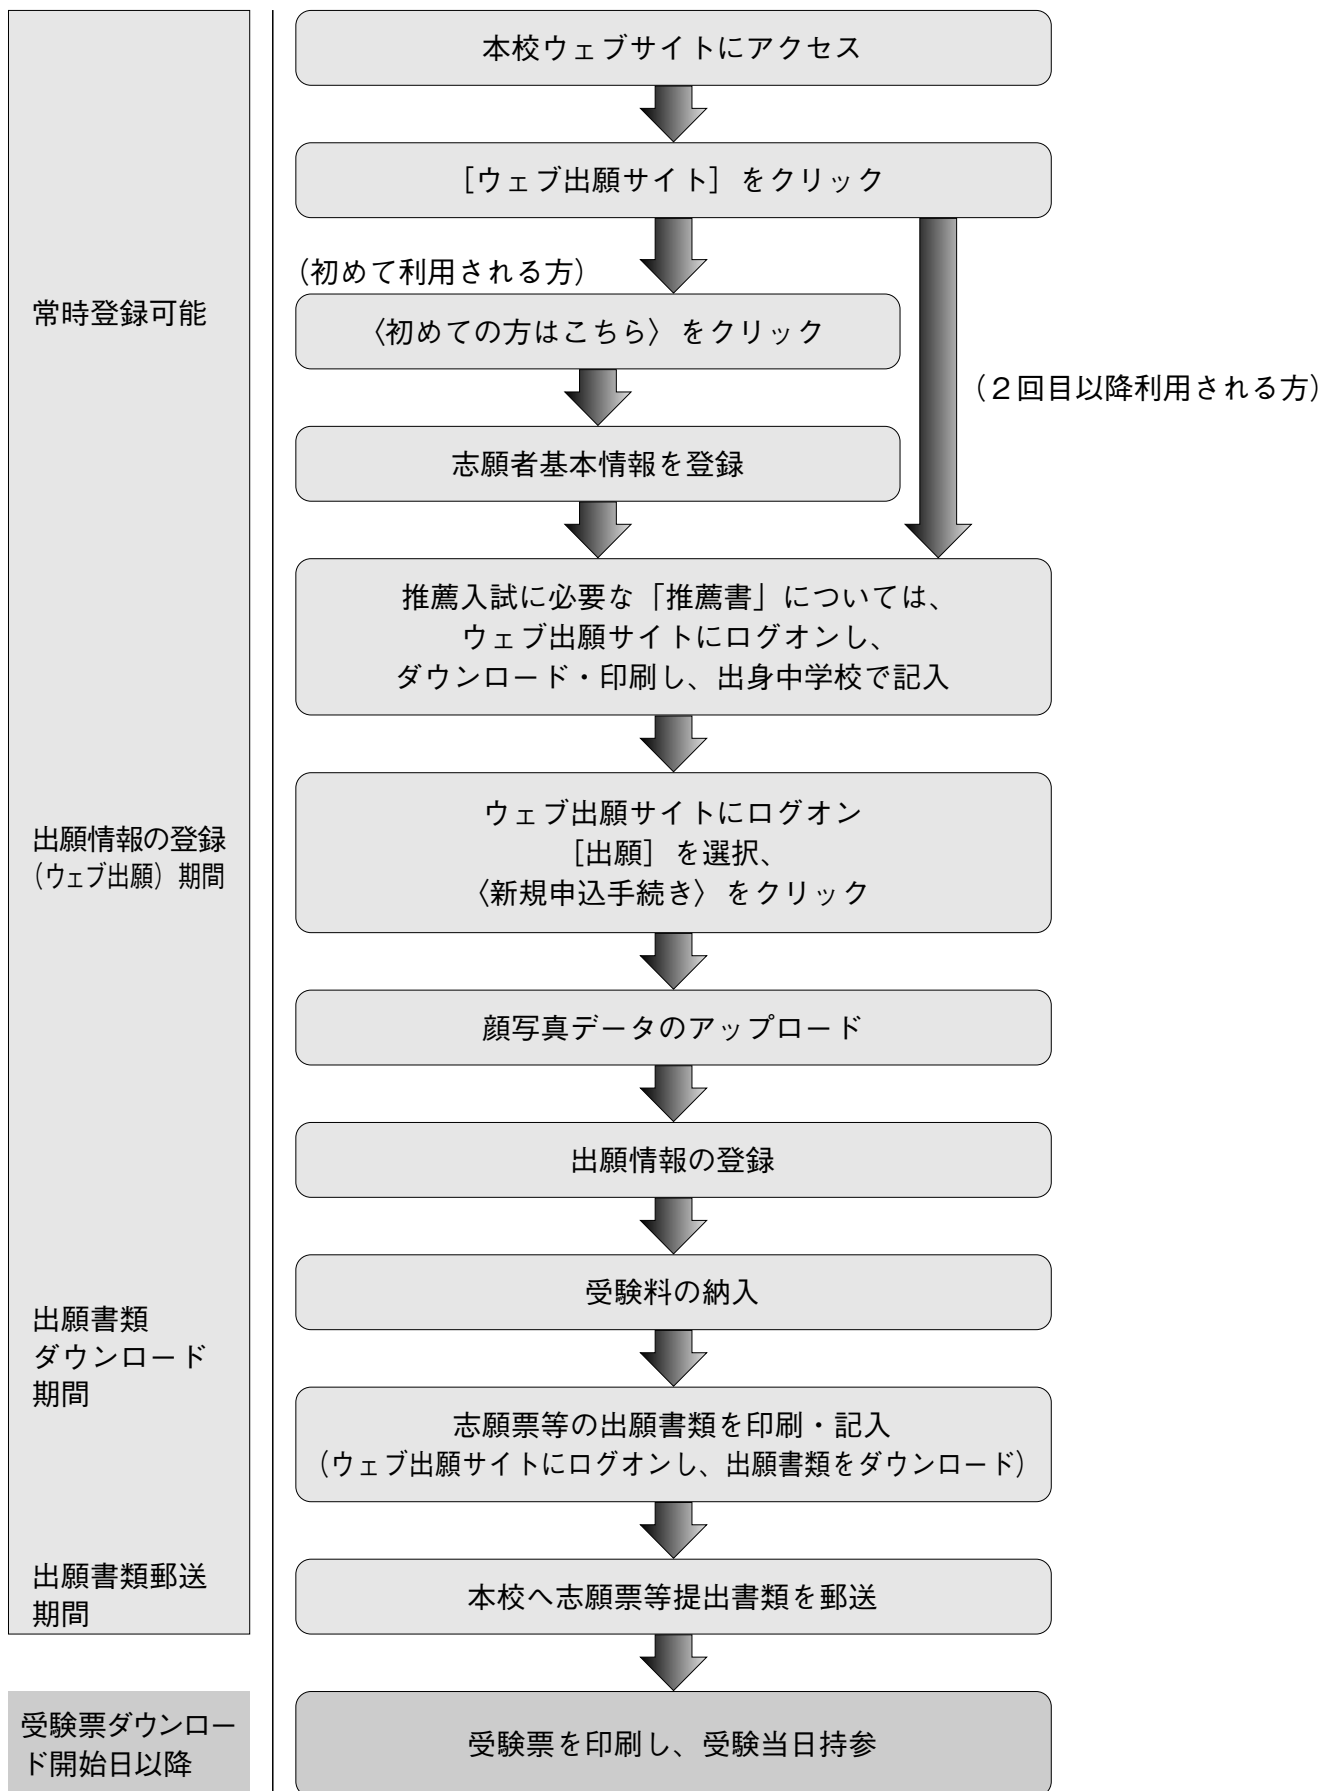 本校ウェブサイトにアクセス
［ウェブ出願サイト］をクリック
（初めて利用される方）
常時登録可能
〈初めての方はこちら〉をクリック
（２回目以降利用される方）
志願者基本情報を登録
推薦入試に必要な「推薦書」については、
ウェブ出願サイトにログオンし、
ダウンロード・印刷し、出身中学校で記入
出願情報の登録
（ウェブ出願）期間
ウェブ出願サイトにログオン
［出願］を選択、
〈新規申込手続き〉をクリック
顔写真データのアップロード
出願情報の登録
受験料の納入
出願書類
ダウンロード
期間
志願票等の出願書類を印刷・記入
（ウェブ出願サイトにログオンし、出願書類をダウンロード）
出願書類郵送
期間
本校へ志願票等提出書類を郵送
受験票ダウンロー
ド開始日以降
受験票を印刷し、受験当日持参